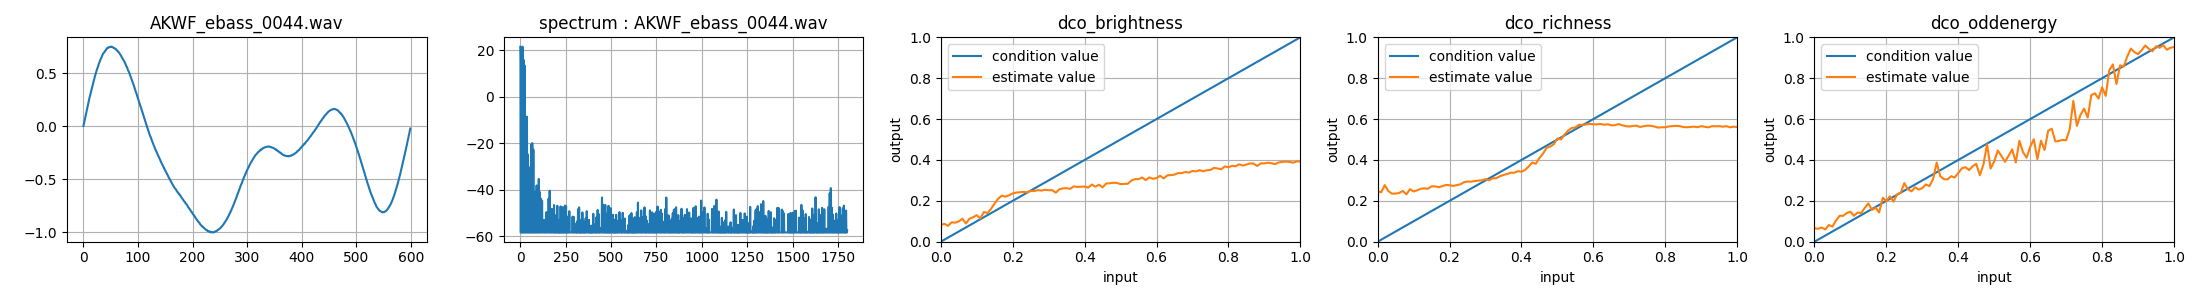 AKWF_ebass_0044.wav
0.5
0.0
−0.5
−1.0
0 100 200 300 400 500 600
spectrum : AKWF_ebass_0044.wav
20
0
−20
−40
−60
0 250 500 750 1000 1250 1500 1750
dco_brightness
condition value
estimate value
output
1.0
0.8
0.6
0.4
0.2
0.0
0.0 0.2 0.4 0.6 0.8 1.0
input
dco_richness
condition value
estimate value
output
1.0
0.8
0.6
0.4
0.2
0.0
0.0 0.2 0.4 0.6 0.8 1.0
input
dco_oddenergy
condition value
estimate value
output
1.0
0.8
0.6
0.4
0.2
0.0
0.0 0.2 0.4 0.6 0.8 1.0
input